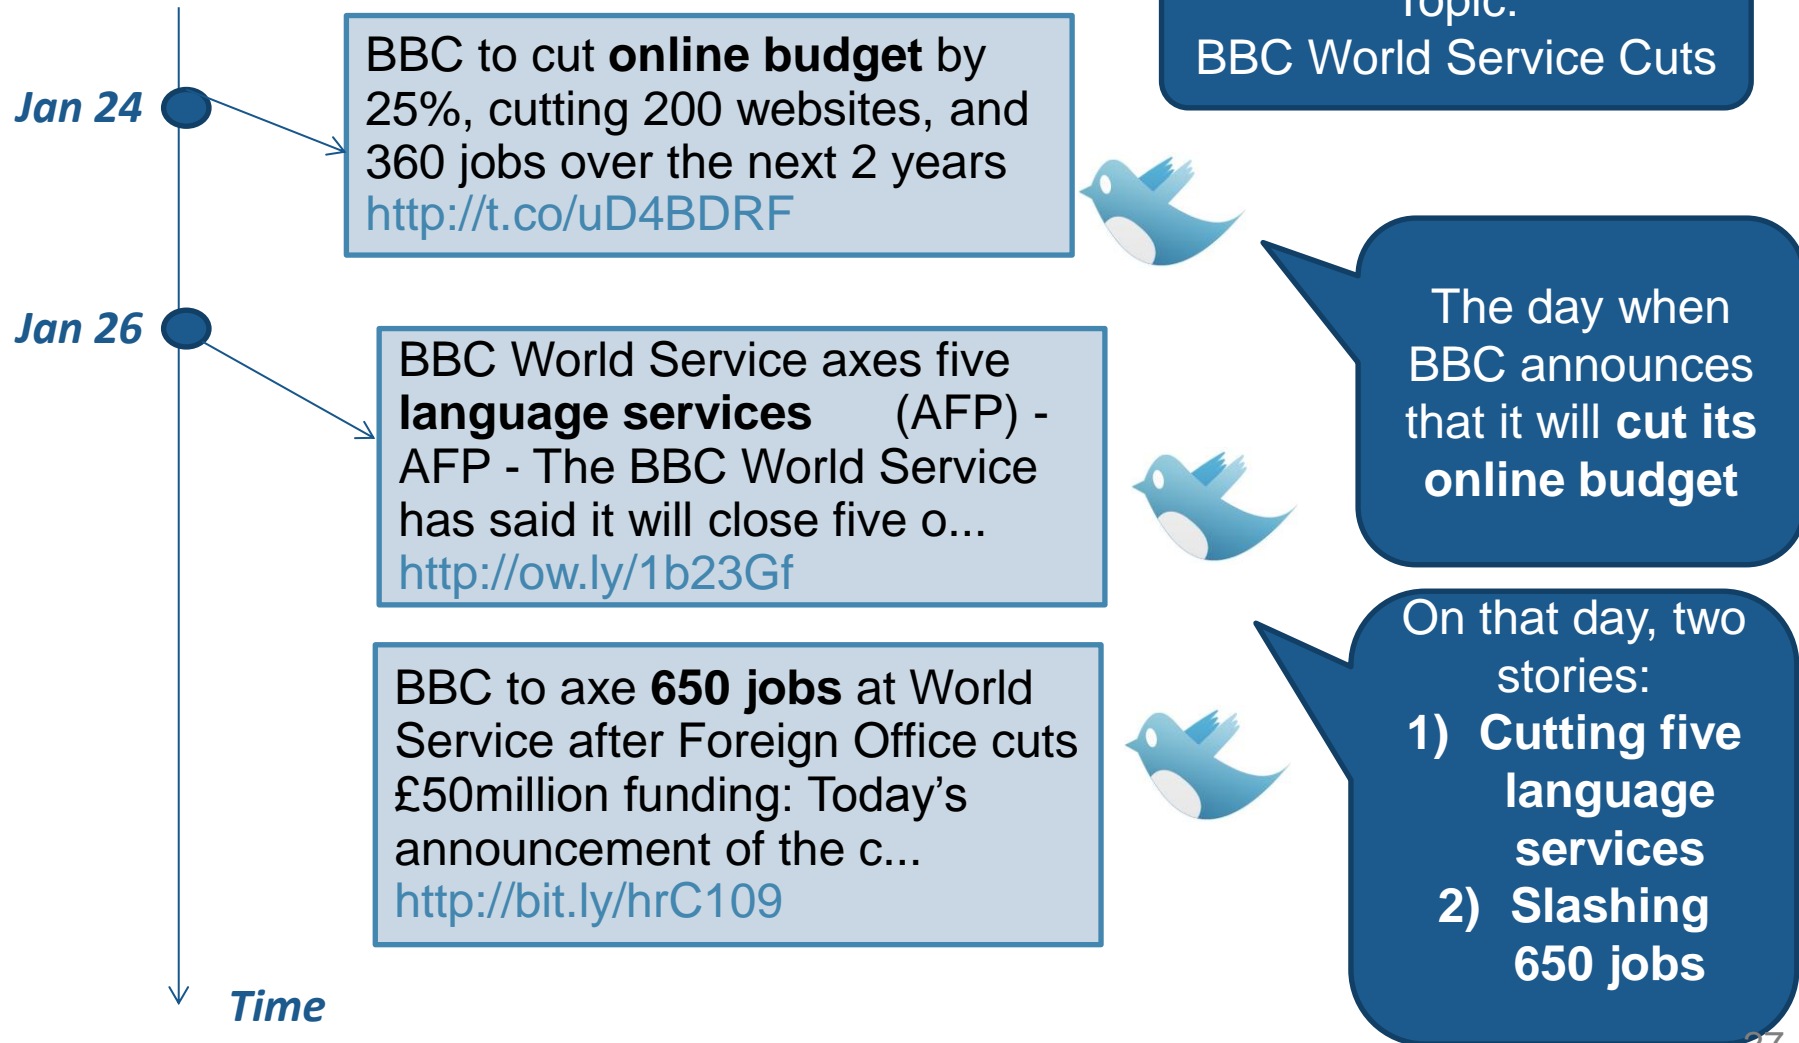 Topic:
BBC World Service Cuts
Jan 24
BBC to cut online budget by
25%, cutting 200 websites, and
360 jobs over the next 2 years
http://t.co/uD4BDRF
The day when
BBC announces
that it will cut its
online budget
Jan 26
BBC World Service axes five
language services (AFP) -
AFP - The BBC World Service
has said it will close five o...
http://ow.ly/1b23Gf
BBC to axe 650 jobs at World
Service after Foreign Office cuts
£50million funding: Today’s
announcement of the c...
http://bit.ly/hrC109
On that day, two
stories:
1) Cutting five
language
services
2) Slashing
650 jobs
Time
27